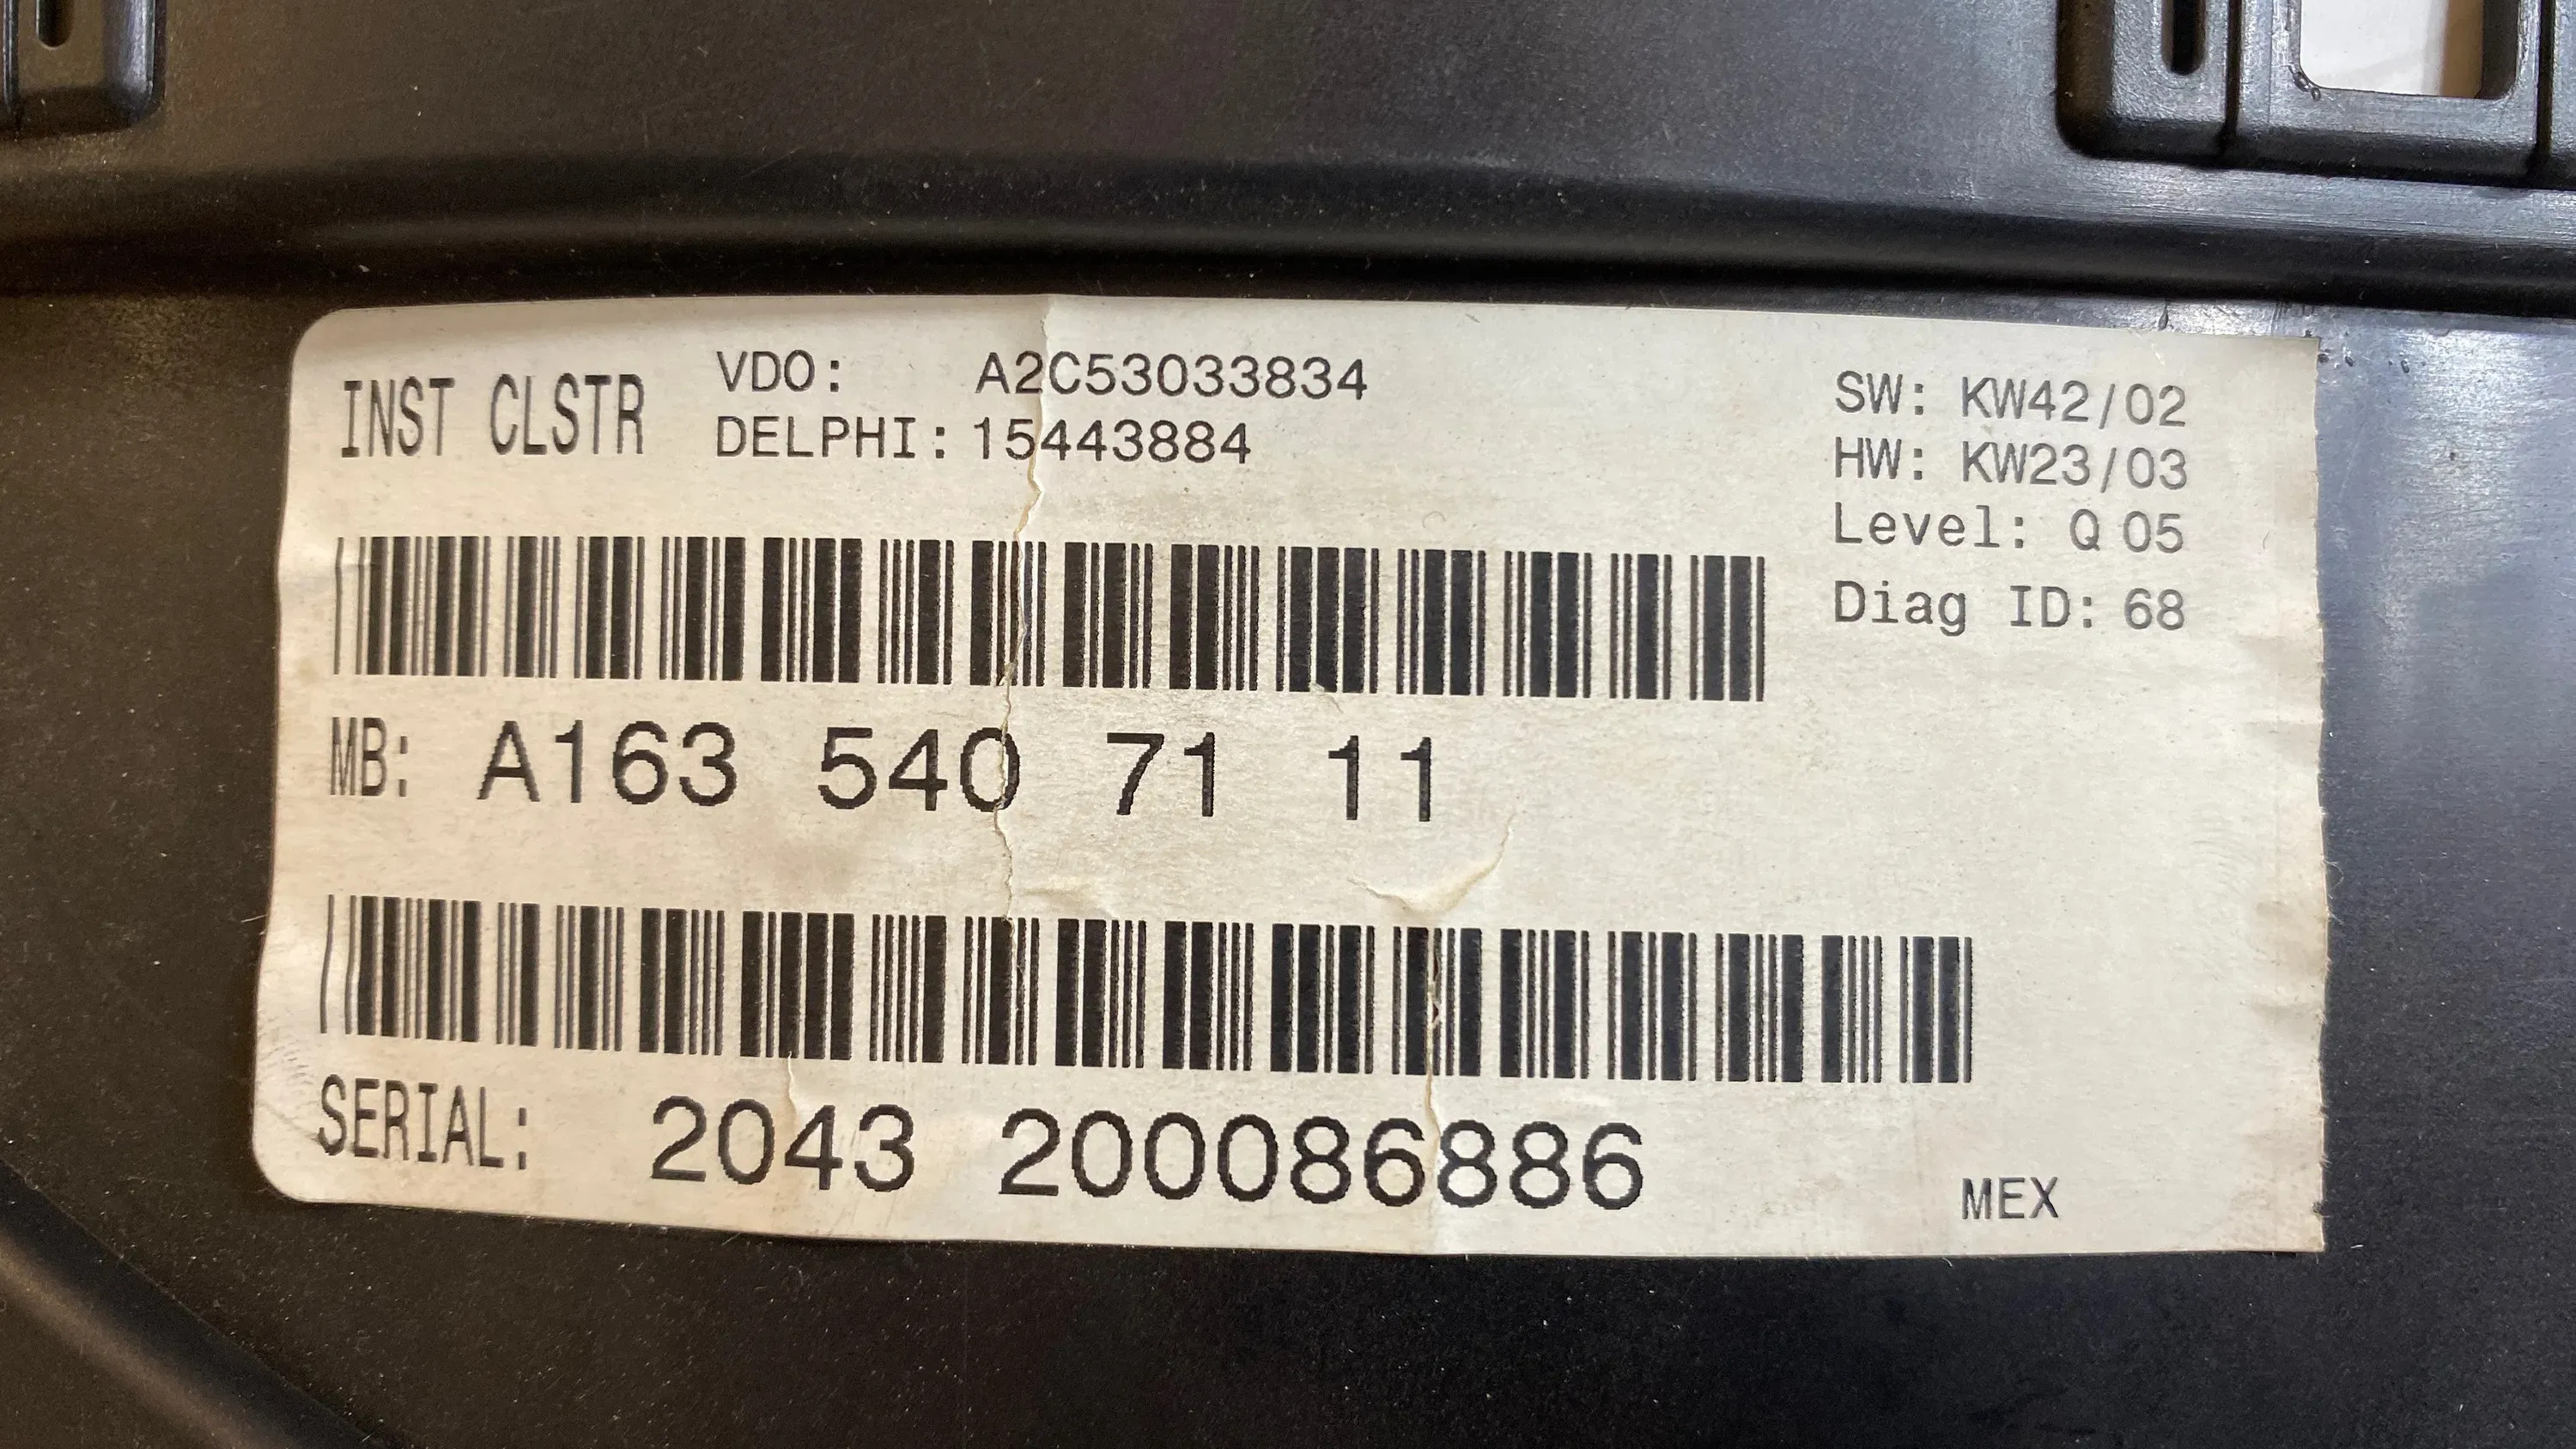 INST CLSTR
VDO: A2C53033834
DELPHI: 15443884
SW: KW42/02
HW: KW23/03
Level: Q 05
Diag ID: 68
MB: A163 540 71 11
SERIAL: 2043 200086886
MEX